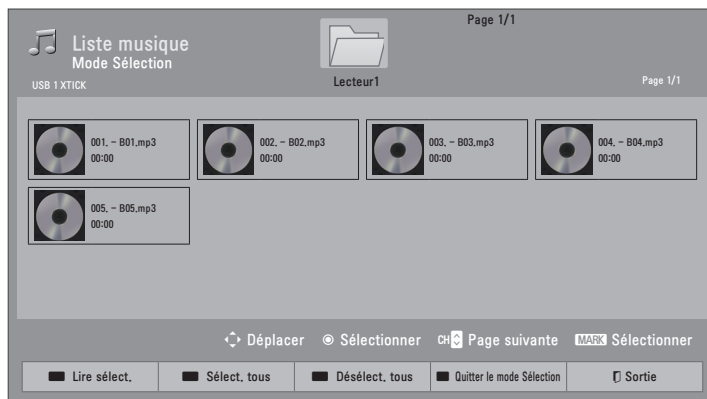 Page 1/1
Liste musique
Mode Sélection
Lecteur1
USB 1 XTICK
Page 1/1
001. - B01.mp3
00:00
002. - B02.mp3
00:00
003. - B03.mp3
00:00
004. - B04.mp3
00:00
005. - B05.mp3
00:00
Déplacer Sélectionner CH Page suivante MARK Sélectionner
Lire sélect. Sélect. tous Désélect. tous Quitter le mode Sélection Sortie